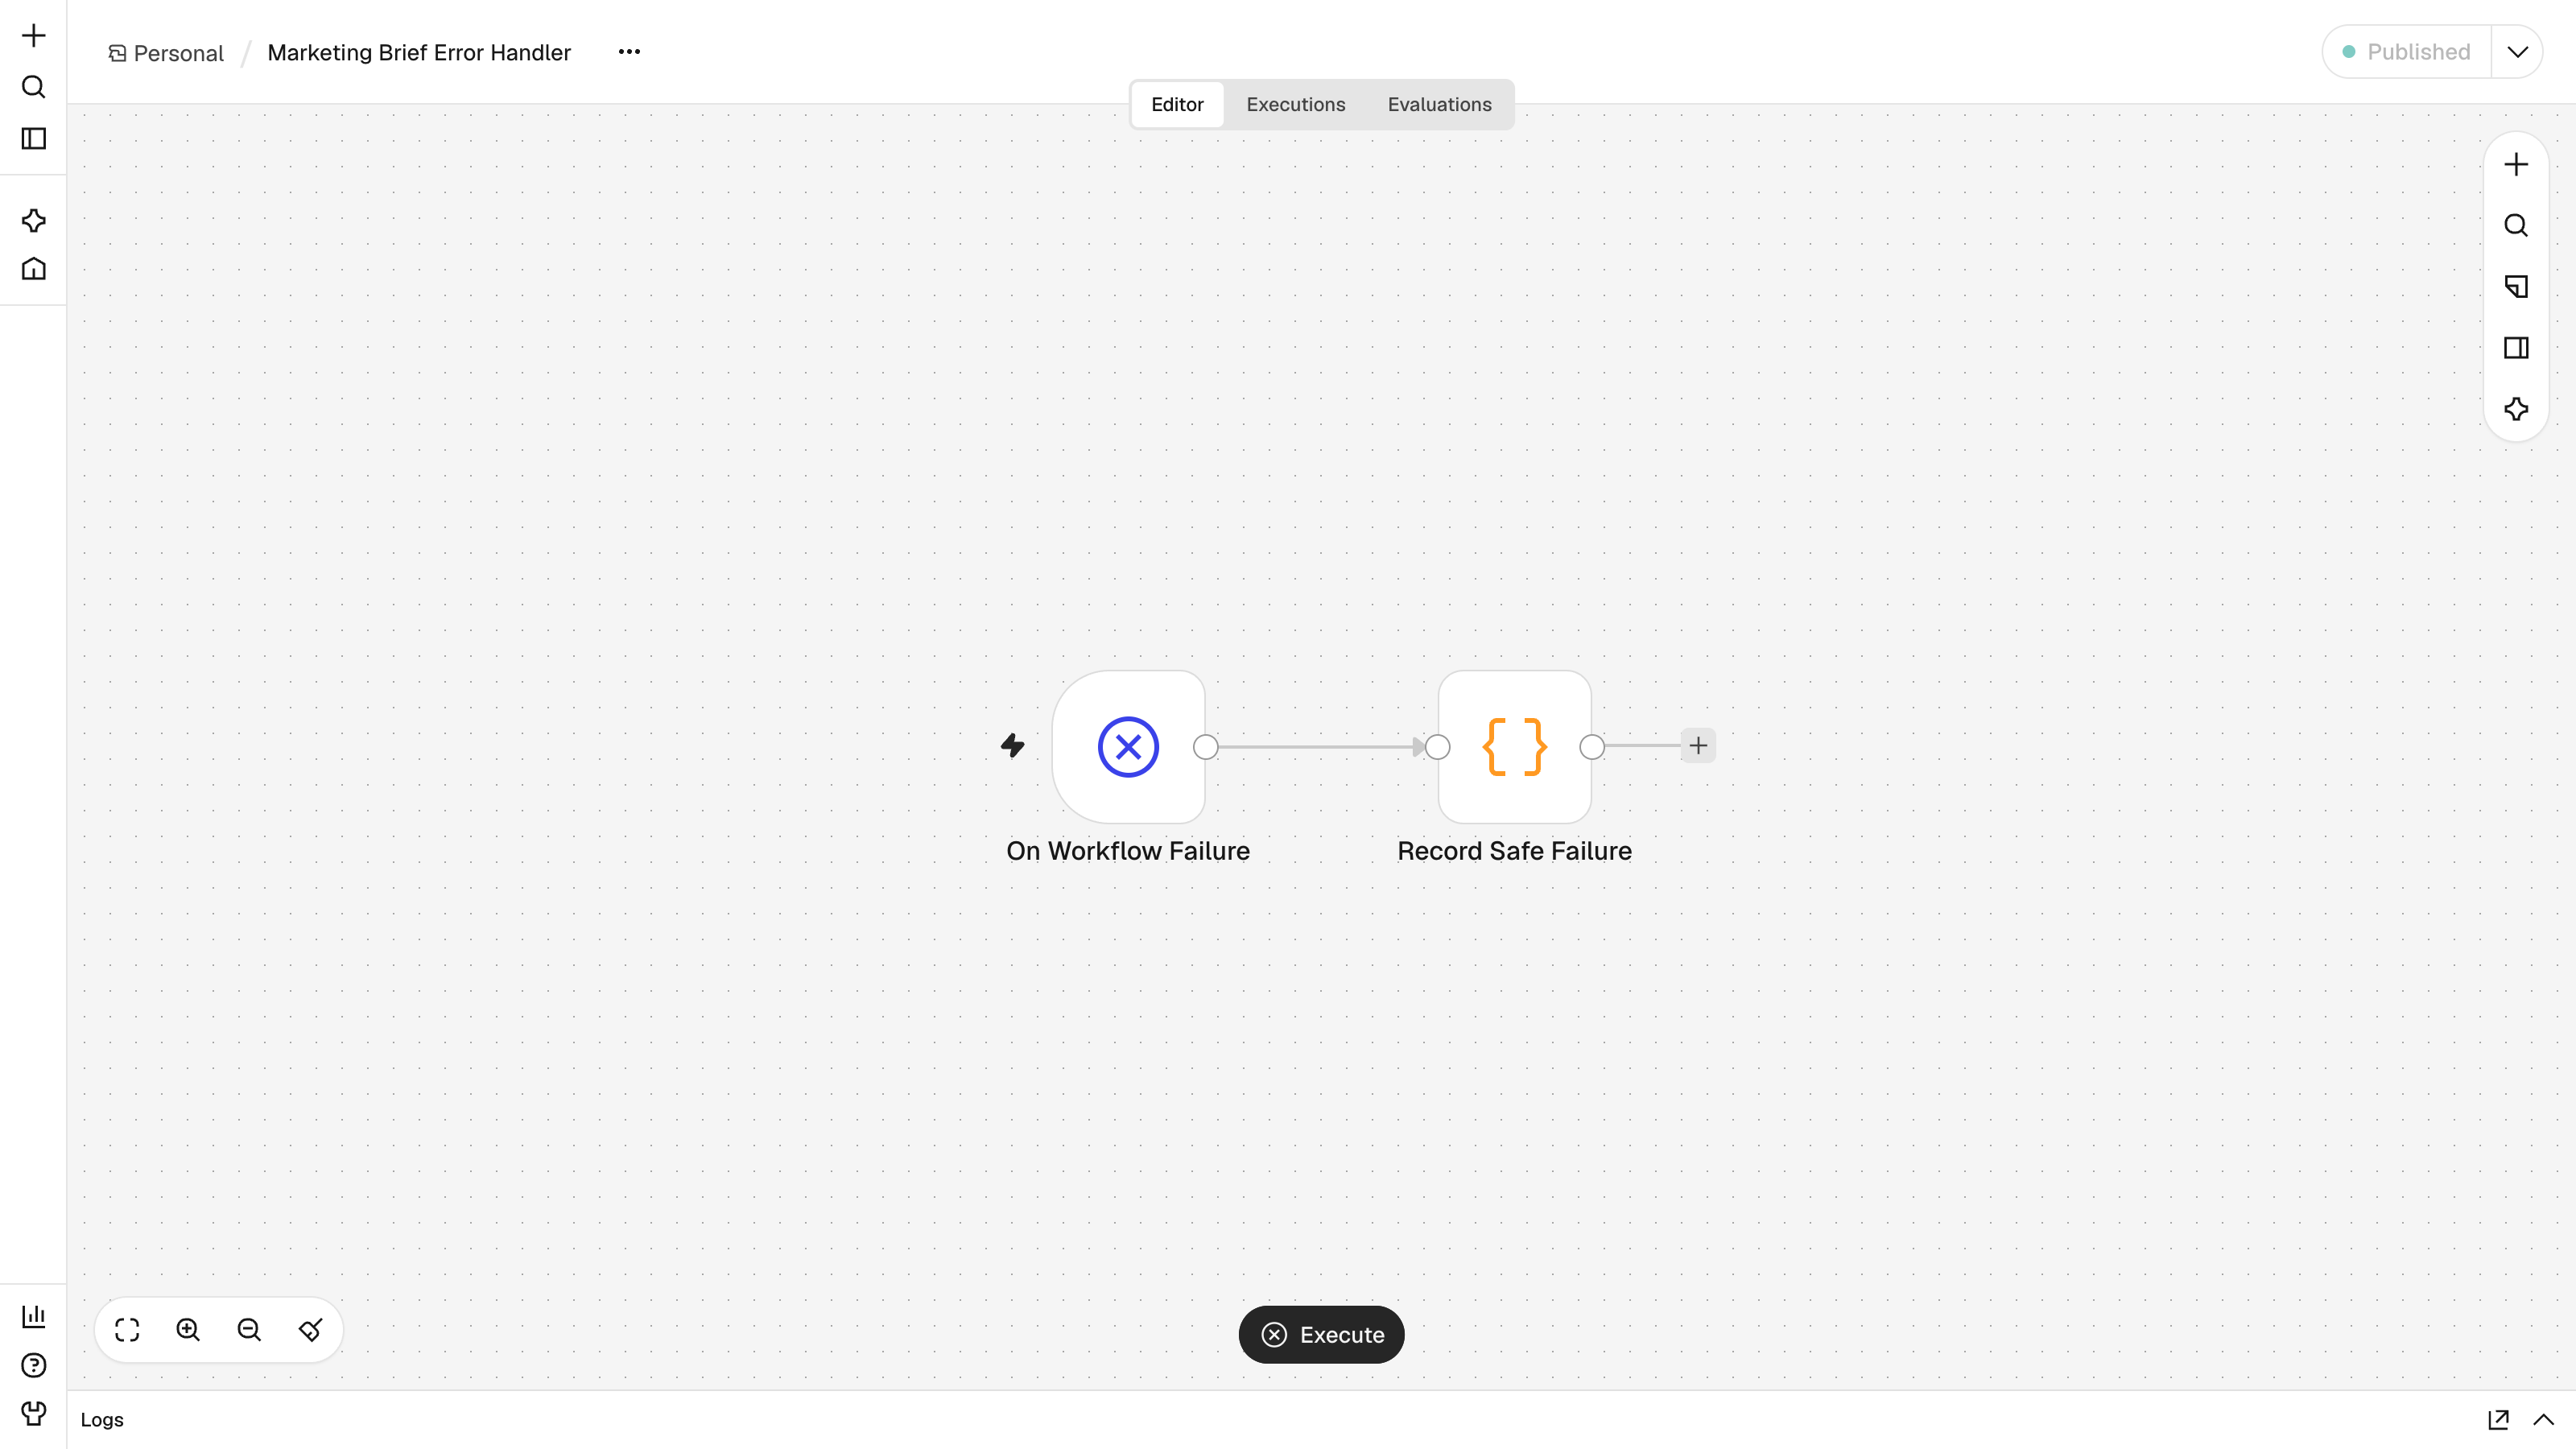 Personal / Marketing Brief Error Handler
Published
Editor Executions Evaluations
On Workflow Failure
Record Safe Failure
Execute
Logs